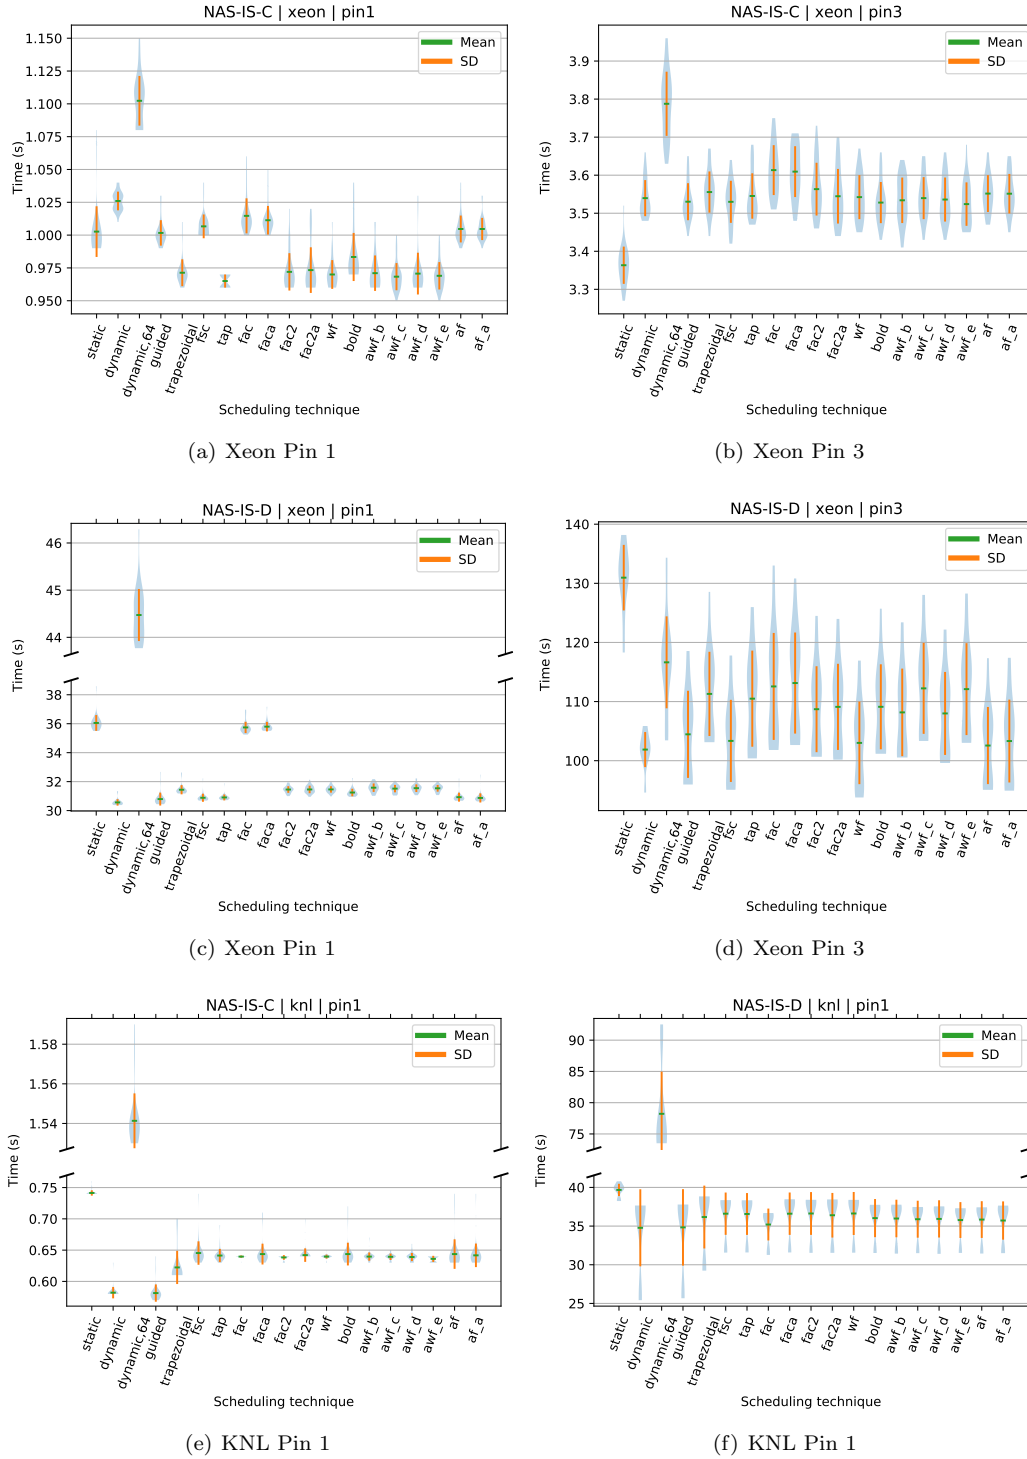 NAS-IS-C | xeon | pin1
1.150
1.125
1.100
1.075
1.050
1.025
1.000
0.975
0.950
Time (s)
Mean
SD
static
dynamic
dynamic,64
guided
trapezoidal
fsc
tap
fac
faca
fac2
fac2a
wf
bold
awf_b
awf_c
awf_d
awf_e
af
af_a
Scheduling technique
(a) Xeon Pin 1
NAS-IS-C | xeon | pin3
3.9
3.8
3.7
3.6
3.5
3.4
3.3
Time (s)
Mean
SD
static
dynamic
dynamic,64
guided
trapezoidal
fsc
tap
fac
faca
fac2
fac2a
wf
bold
awf_b
awf_c
awf_d
awf_e
af
af_a
Scheduling technique
(b) Xeon Pin 3
NAS-IS-D | xeon | pin1
46
45
44
38
36
34
32
30
Time (s)
Mean
SD
static
dynamic
dynamic,64
guided
trapezoidal
fsc
tap
fac
faca
fac2
fac2a
wf
bold
awf_b
awf_c
awf_d
awf_e
af
af_a
Scheduling technique
(c) Xeon Pin 1
NAS-IS-D | xeon | pin3
140
130
120
110
100
Time (s)
Mean
SD
static
dynamic
dynamic,64
guided
trapezoidal
fsc
tap
fac
faca
fac2
fac2a
wf
bold
awf_b
awf_c
awf_d
awf_e
af
af_a
Scheduling technique
(d) Xeon Pin 3
NAS-IS-C | knl | pin1
1.58
1.56
1.54
0.75
0.70
0.65
0.60
Time (s)
Mean
SD
static
dynamic
dynamic,64
guided
trapezoidal
fsc
tap
fac
faca
fac2
fac2a
wf
bold
awf_b
awf_c
awf_d
awf_e
af
af_a
Scheduling technique
(e) KNL Pin 1
NAS-IS-D | knl | pin1
90
85
80
75
40
35
30
25
Time (s)
Mean
SD
static
dynamic
dynamic,64
guided
trapezoidal
fsc
tap
fac
faca
fac2
fac2a
wf
bold
awf_b
awf_c
awf_d
awf_e
af
af_a
Scheduling technique
(f) KNL Pin 1